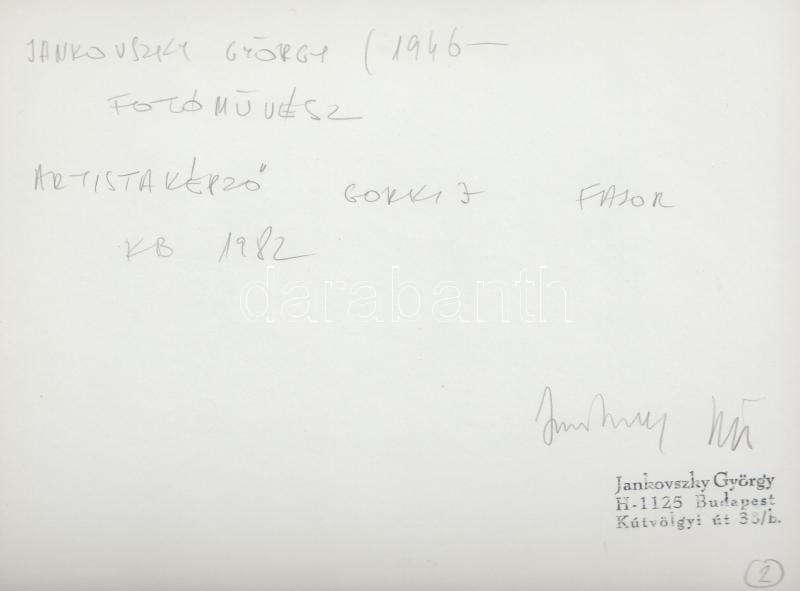 JANKOVSZKY GYÖRGY (1946—
FOTÓMŰVÉSZ
ARTISTAKÉPZŐ GORKIJ FASOR
KB 1982
darabanth
Jankovszky György
H-1125 Budapest
Kútvölgyi út 38/b.
2